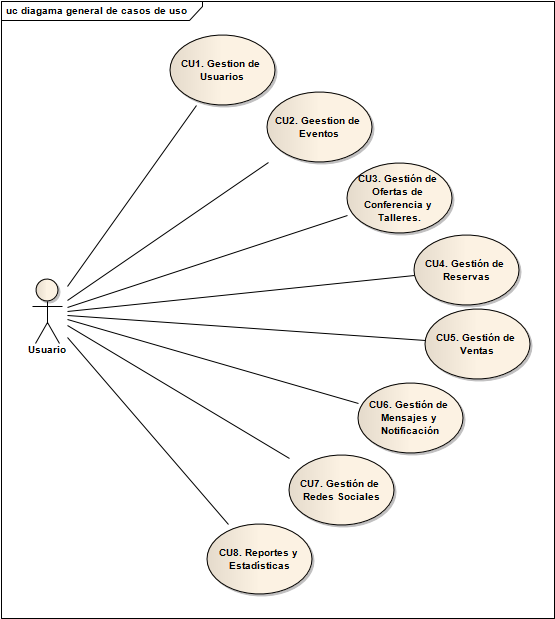 uc diagama general de casos de uso
CU1. Gestion de
Usuarios
CU2. Geestion de
Eventos
CU3. Gestión de
Ofertas de
Conferencia y
Talleres.
CU4. Gestión de
Reservas
CU5. Gestión de
Ventas
Usuario
CU6. Gestión de
Mensajes y
Notificación
CU7. Gestión de
Redes Sociales
CU8. Reportes y
Estadísticas